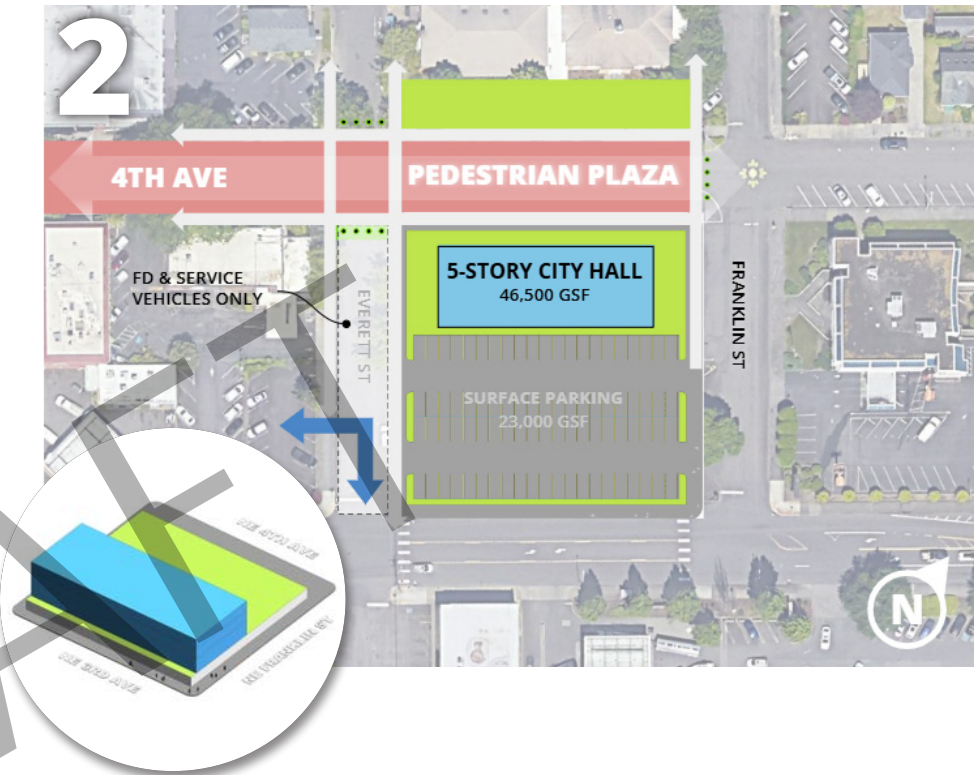 2
4TH AVE
PEDESTRIAN PLAZA
5-STORY CITY HALL
46,500 GSF
FD & SERVICE
VEHICLES ONLY
EVERETT ST
FRANKLIN ST
SURFACE PARKING
23,000 GSF
NE 4TH AVE
NE FRANKLIN ST
NE 3RD AVE
N